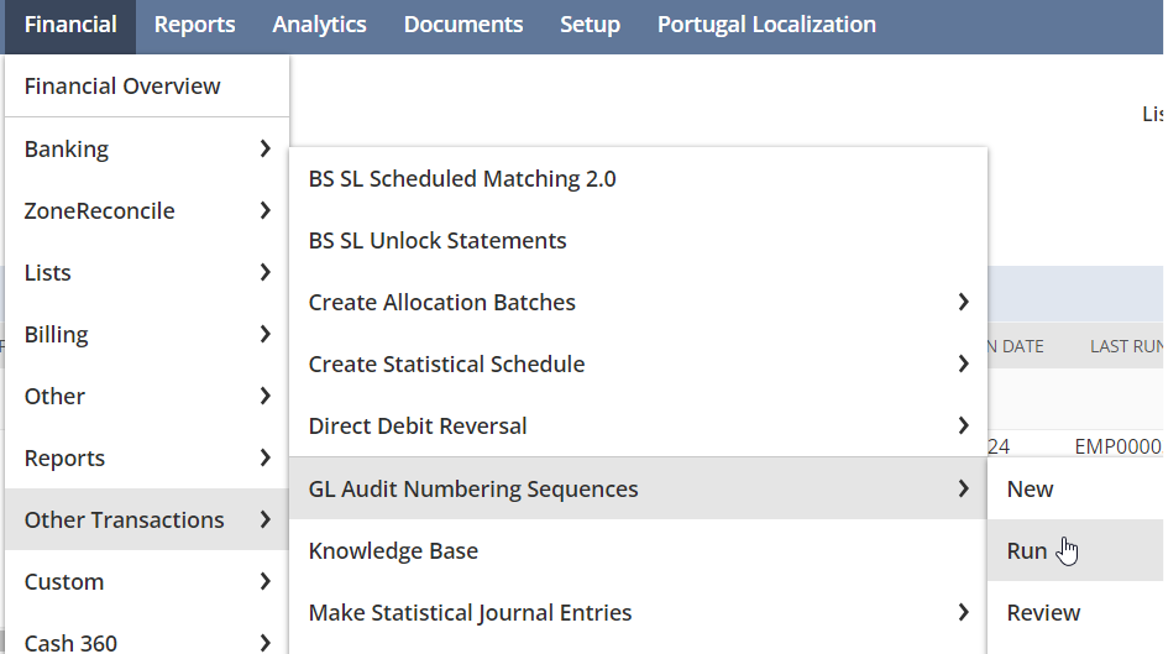 Financial Reports Analytics Documents Setup Portugal Localization
Financial Overview
Banking
ZoneReconcile
Lists
Billing
Other
Reports
Other Transactions
Custom
Cash 360
BS SL Scheduled Matching 2.0
BS SL Unlock Statements
Create Allocation Batches
Create Statistical Schedule
Direct Debit Reversal
GL Audit Numbering Sequences
Knowledge Base
Make Statistical Journal Entries
New
Run
Review
Lis
N DATE LAST RUN
24 EMP0000